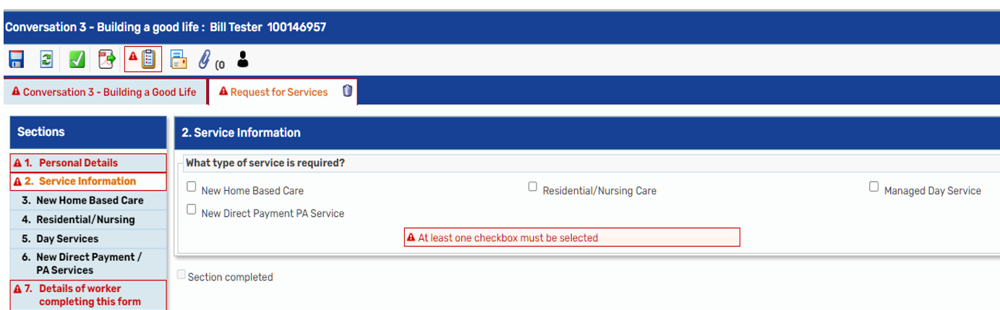 Conversation 3 - Building a good life : Bill Tester 100146957
(0
Conversation 3 - Building a Good Life
Request for Services
Sections
1. Personal Details
2. Service Information
3. New Home Based Care
4. Residential/Nursing
5. Day Services
6. New Direct Payment /
PA Services
7. Details of worker
completing this form
2. Service Information
What type of service is required?
New Home Based Care
Residential/Nursing Care
Managed Day Service
New Direct Payment PA Service
At least one checkbox must be selected
Section completed